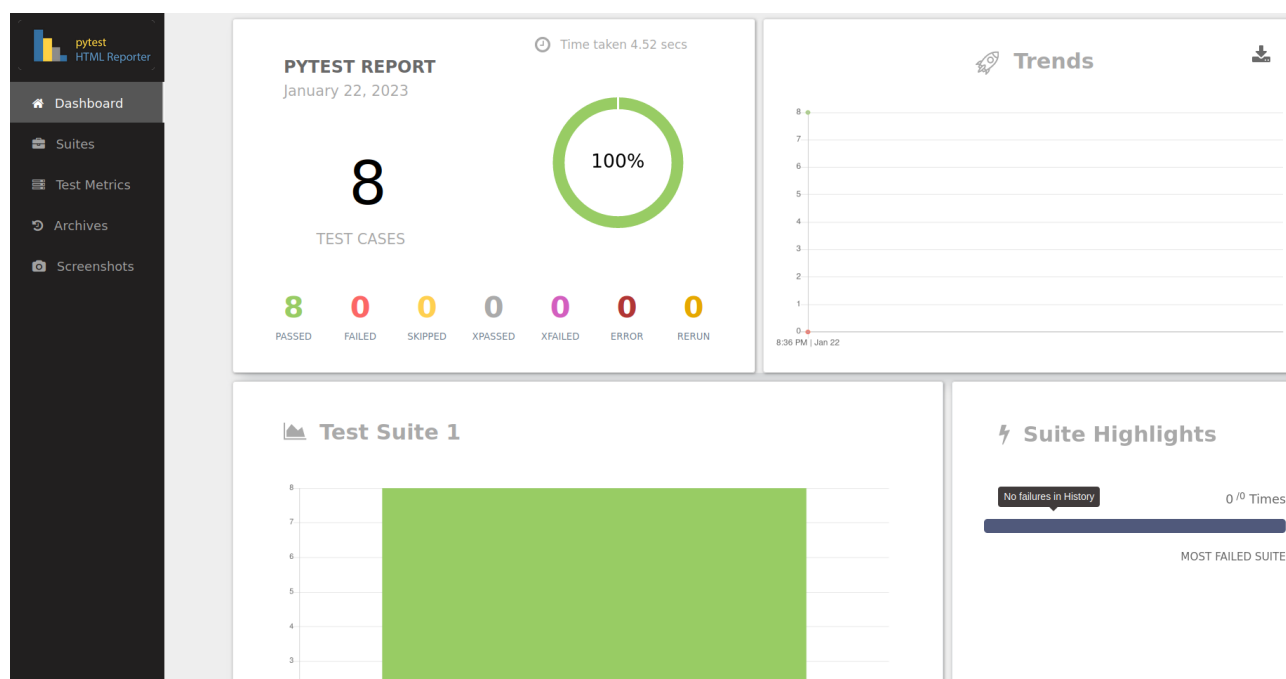 pytest
HTML Reporter
Dashboard
Suites
Test Metrics
Archives
Screenshots
Time taken 4.52 secs
PYTEST REPORT
January 22, 2023
8
TEST CASES
100%
8 0 0 0 0 0 0
PASSED FAILED SKIPPED XPASSED XFAILED ERROR RERUN
Trends
8
7
6
5
4
3
2
1
0
8:36 PM | Jan 22
Test Suite 1
8
7
6
5
4
3
Suite Highlights
No failures in History
0 /0 Times
MOST FAILED SUITE